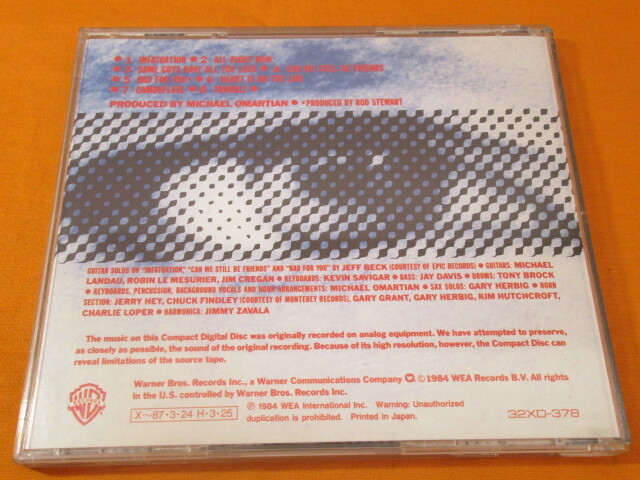 ● 1 INFATUATION ● 2 ALL RIGHT NOW
● 3 SOME GUYS HAVE ALL THE LUCK ● 4 CAN WE STILL BE FRIENDS
● 5 BAD FOR YOU ● 6 HEART IS ON THE LINE
● 7 CAMOUFLAGE ● 8 TROUBLE
PRODUCED BY MICHAEL OMARTIAN ● • PRODUCED BY ROD STEWART
GUITAR SOLOS ON "INFATUATION," "CAN WE STILL BE FRIENDS" AND "BAD FOR YOU" BY JEFF BECK (COURTESY OF EPIC RECORDS) ● GUITARS: MICHAEL
LANDAU, ROBIN LE MESURIER, JIM CREGAN ● KEYBOARDS: KEVIN SAVIGAR ● BASS: JAY DAVIS ● DRUMS: TONY BROCK
● KEYBOARDS, PERCUSSION, BACKGROUND VOCALS AND HORN ARRANGEMENTS: MICHAEL OMARTIAN ● SAX SOLOS: GARY HERBIG ● HORN
SECTION: JERRY HEY, CHUCK FINDLEY (COURTESY OF MONTEREY RECORDS), GARY GRANT, GARY HERBIG, KIM HUTCHCROFT,
CHARLIE LOPER ● HARMONICA: JIMMY ZAVALA
The music on this Compact Digital Disc was originally recorded on analog equipment. We have attempted to preserve,
as closely as possible, the sound of the original recording. Because of its high resolution, however, the Compact Disc can
reveal limitations of the source tape.
Warner Bros. Records Inc., a Warner Communications Company © 1984 WEA Records B.V. All rights
in the U.S. controlled by Warner Bros. Records Inc.
X〜87・3・24 H・3・25
℗ 1984 WEA International Inc. Warning: Unauthorized
duplication is prohibited. Printed in Japan.
32XD-378